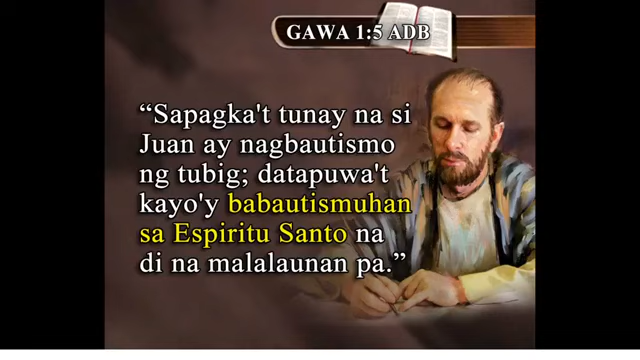 GAWA 1:5 ADB
“Sapagka't tunay na si
Juan ay nagbautismo
ng tubig; datapuwa't
kayo'y babautismuhan
sa Espiritu Santo na
di na malalaunan pa.”